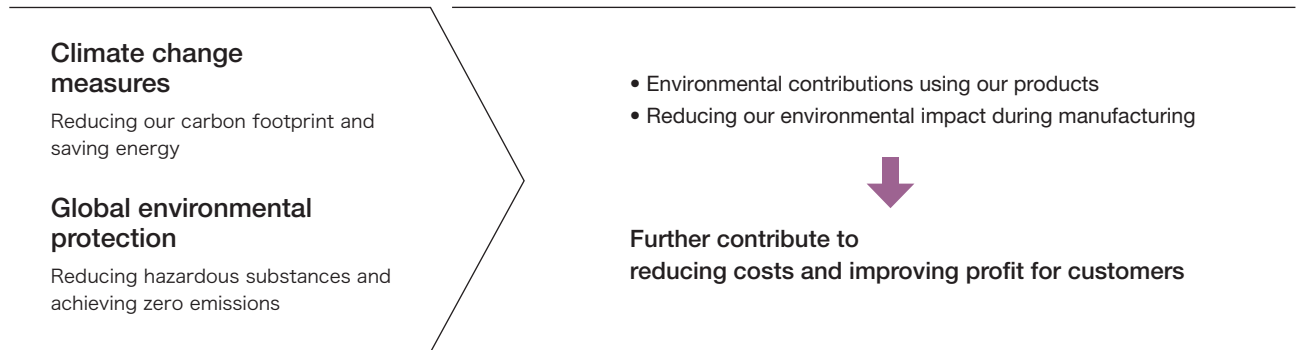 Climate change
measures
Reducing our carbon footprint and
saving energy
Global environmental
protection
Reducing hazardous substances and
achieving zero emissions
• Environmental contributions using our products
• Reducing our environmental impact during manufacturing
Further contribute to
reducing costs and improving profit for customers